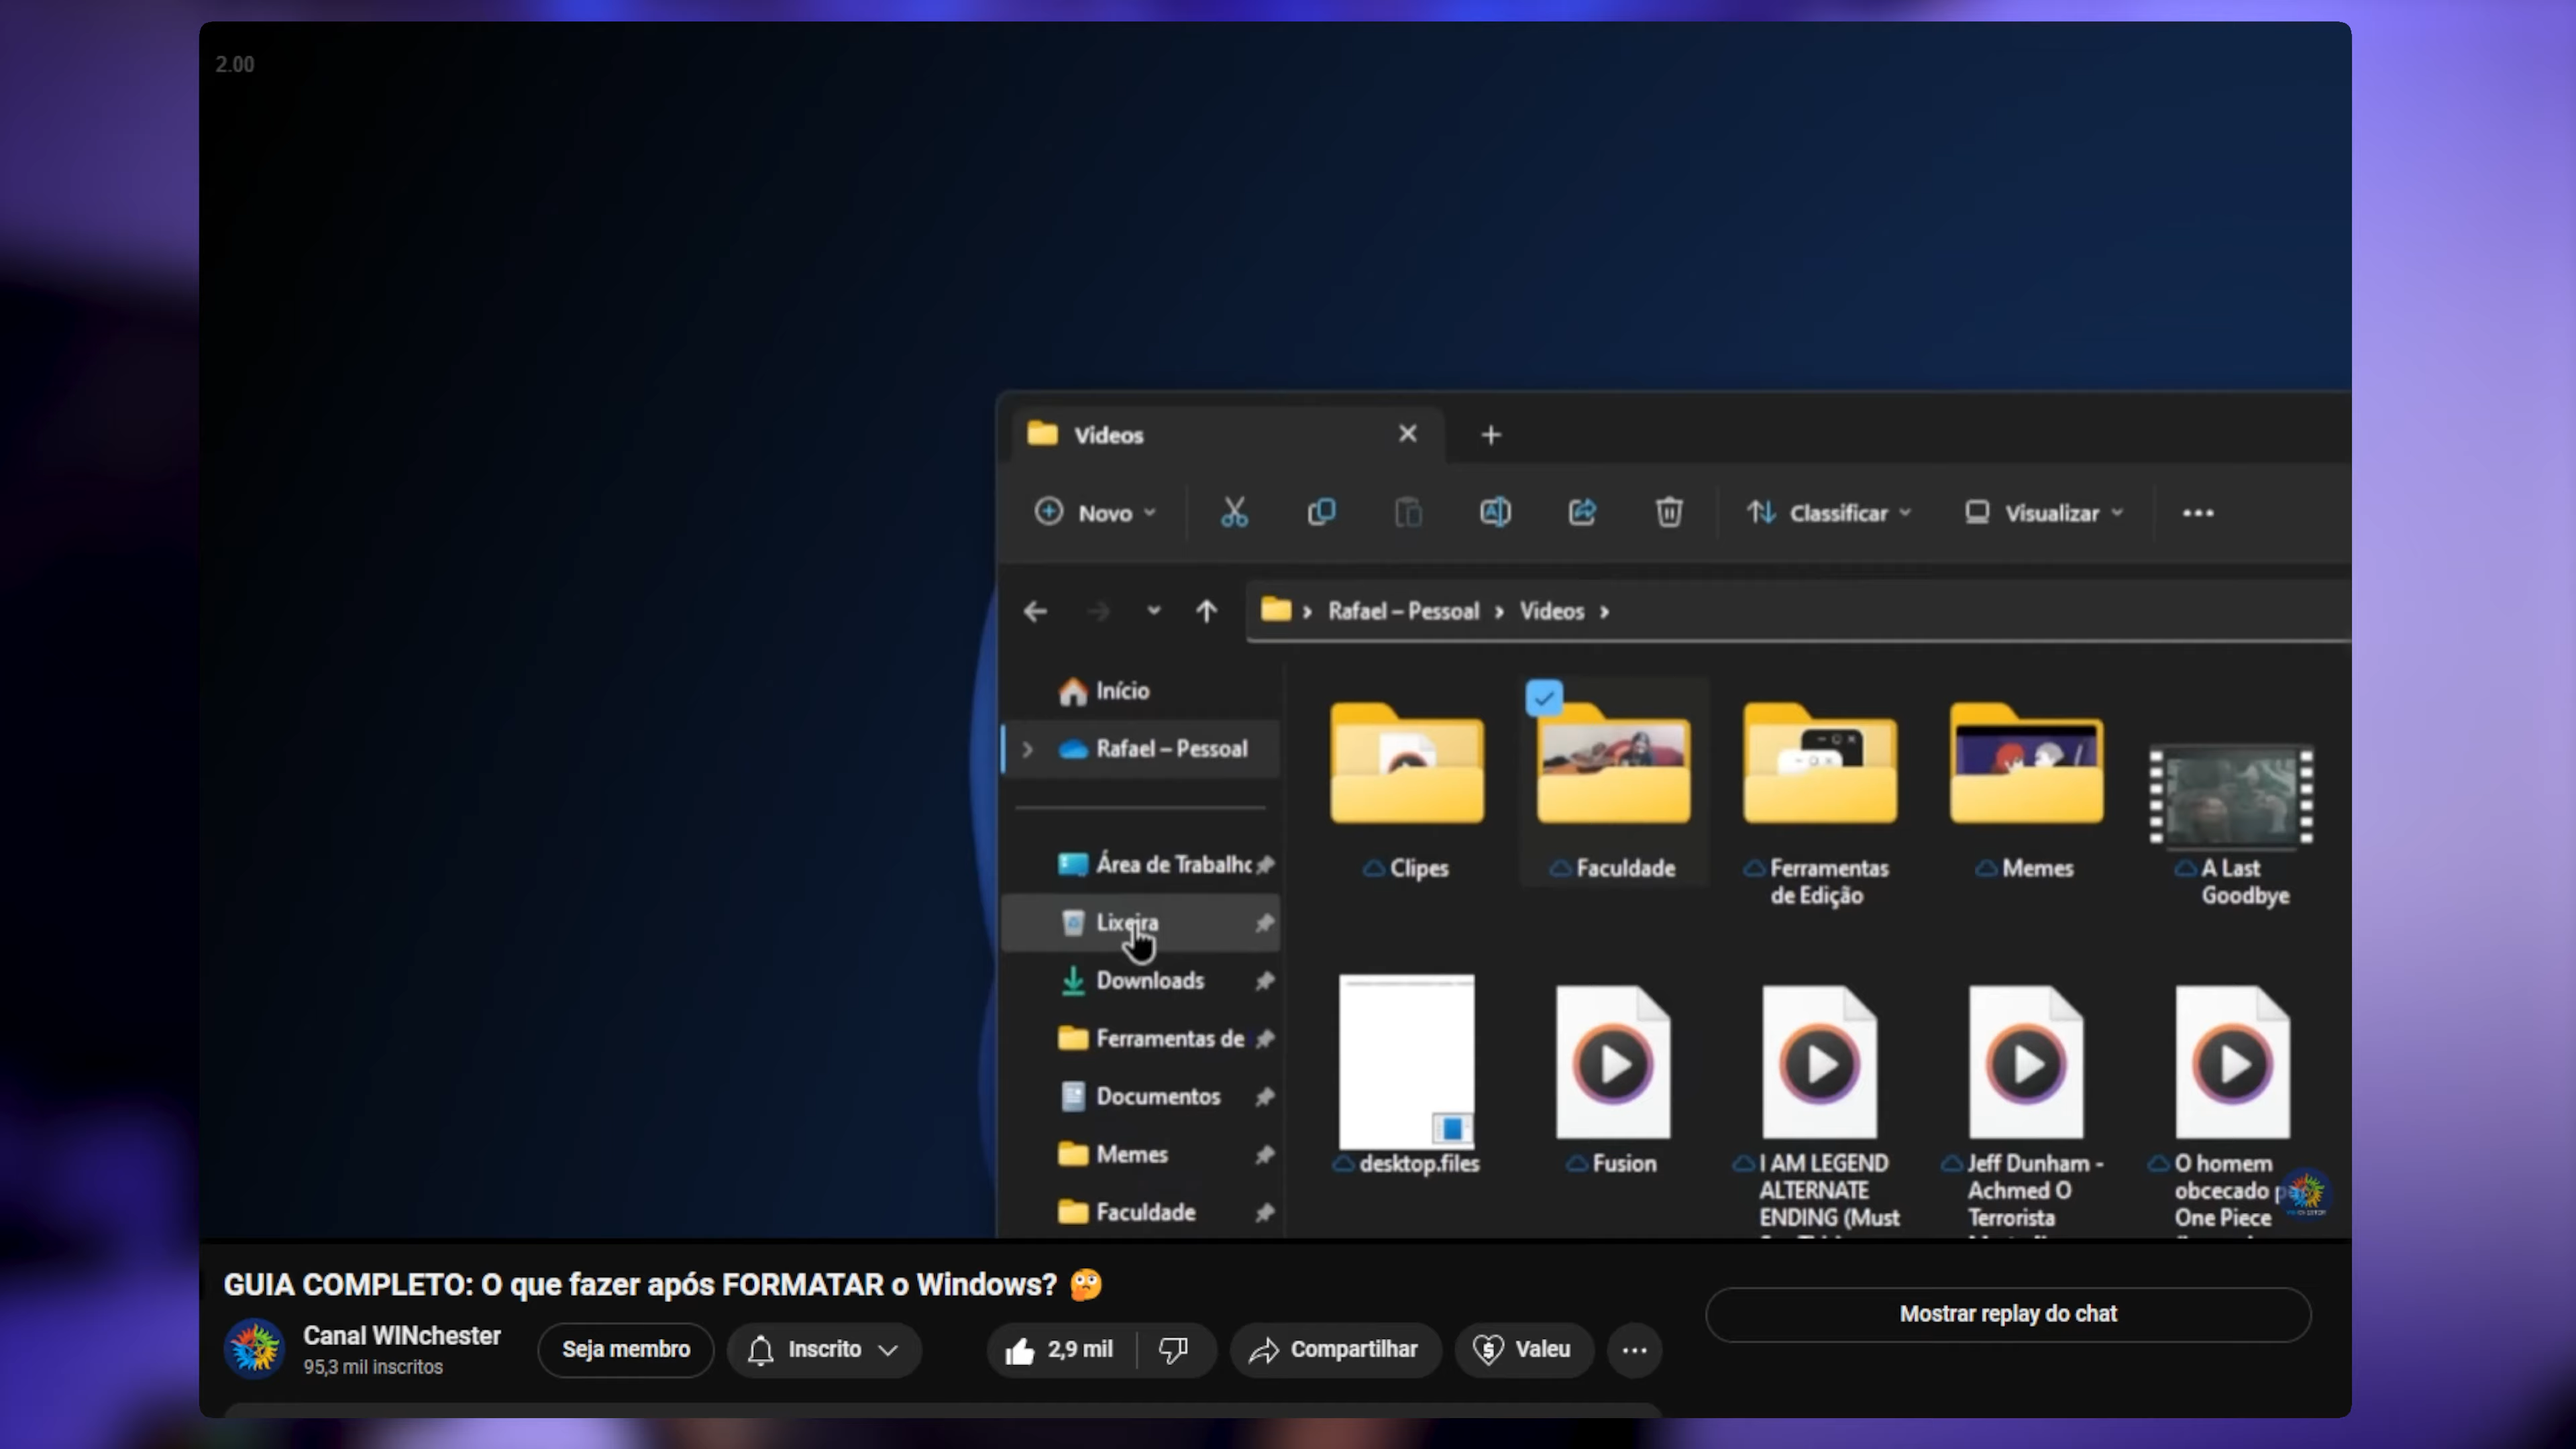 2.00
Videos
Novo
Classificar
Visualizar
Rafael – Pessoal
Videos
Início
Rafael – Pessoal
Área de Trabalho
Lixeira
Downloads
Ferramentas de
Documentos
Memes
Faculdade
Clipes
Faculdade
Ferramentas
de Edição
Memes
A Last
Goodbye
desktop.files
Fusion
I AM LEGEND
ALTERNATE
ENDING (Must
Jeff Dunham -
Achmed O
Terrorista
O homem
obcecado
One Piece
GUIA COMPLETO: O que fazer após FORMATAR o Windows? 🤔
Canal WINchester
95,3 mil inscritos
Seja membro
Inscrito
2,9 mil
Compartilhar
Valeu
Mostrar replay do chat